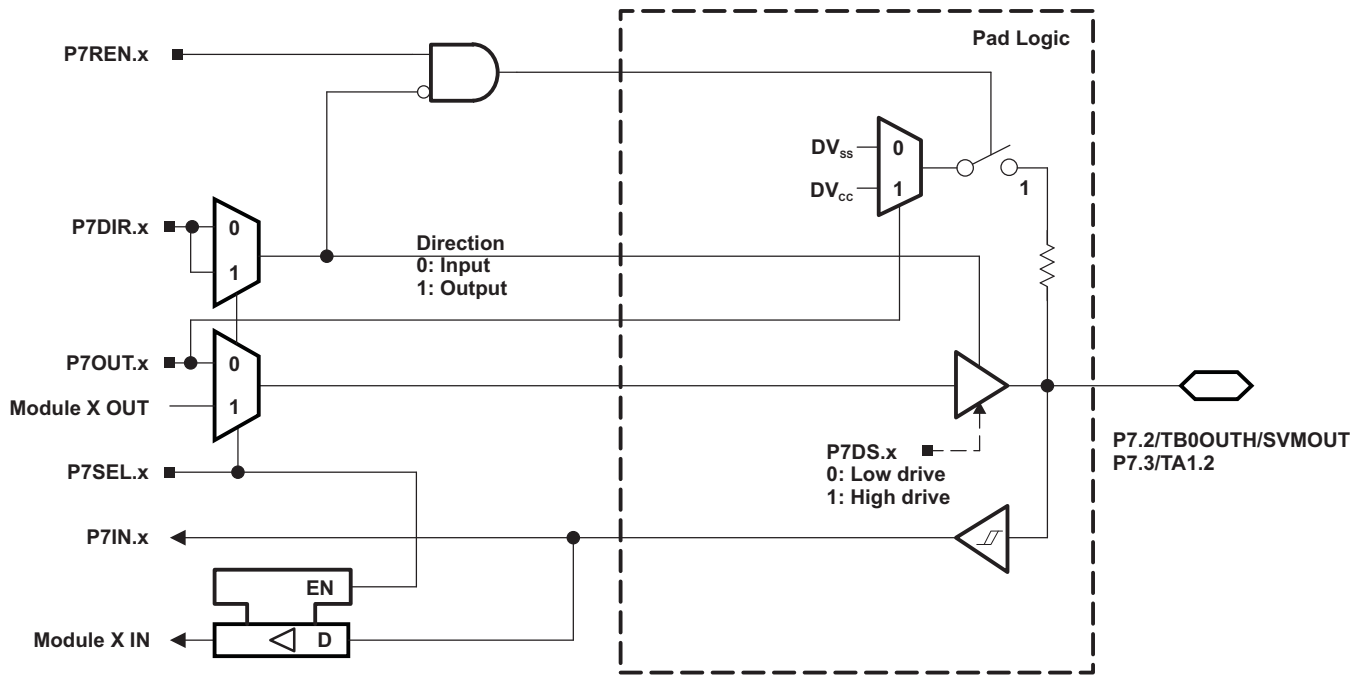 Pad Logic
P7REN.x
DVSS
0
DVCC
1
1
P7DIR.x
0
1
Direction
0: Input
1: Output
P7OUT.x
0
Module X OUT
1
P7DS.x
0: Low drive
1: High drive
P7.2/TB0OUTH/SVMOUT
P7.3/TA1.2
P7SEL.x
P7IN.x
EN
Module X IN
D